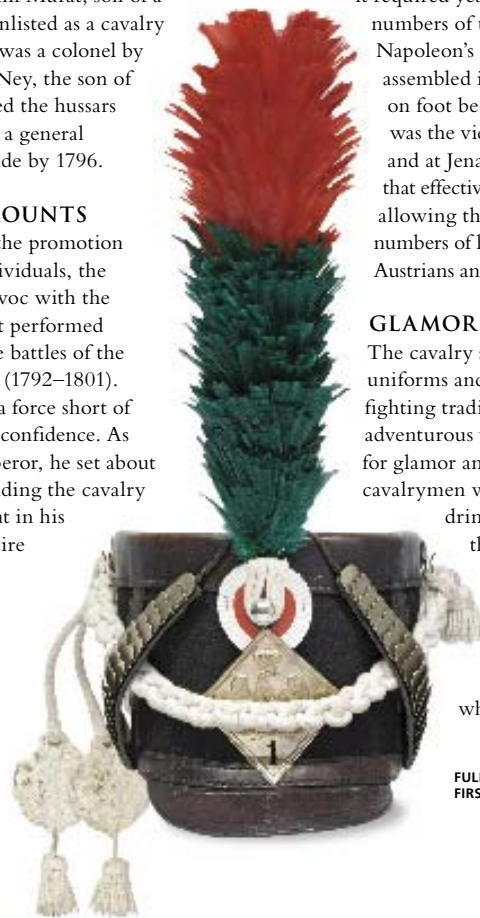 Murat, son of a
nlisted as a cavalry
was a colonel by
Ney, the son of
ed the hussars
a general
de by 1796.
OUNTS
the promotion
ividuals, the
voc with the
t performed
e battles of the
(1792–1801).
a force short of
confidence. As
peror, he set about
ding the cavalry
nt in his
ire
required ye
numbers of t
Napoleon's
assembled i
on foot bec
was the vic
and at Jena
that effectiv
allowing th
numbers of h
Austrians an
GLAMOR
The cavalry s
uniforms and
fighting tradi
adventurous
for glamor an
cavalrymen w
drin
th
wh
FULL
FIRS
1